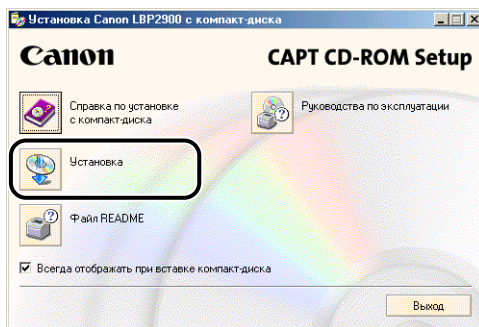 Установка Canon LBP2900 с компакт-диска
Canon
CAPT CD-ROM Setup
Справка по установке
с компакт-диска
Руководства по эксплуатации
Установка
Файл README
Всегда отображать при вставке компакт-диска
Выход